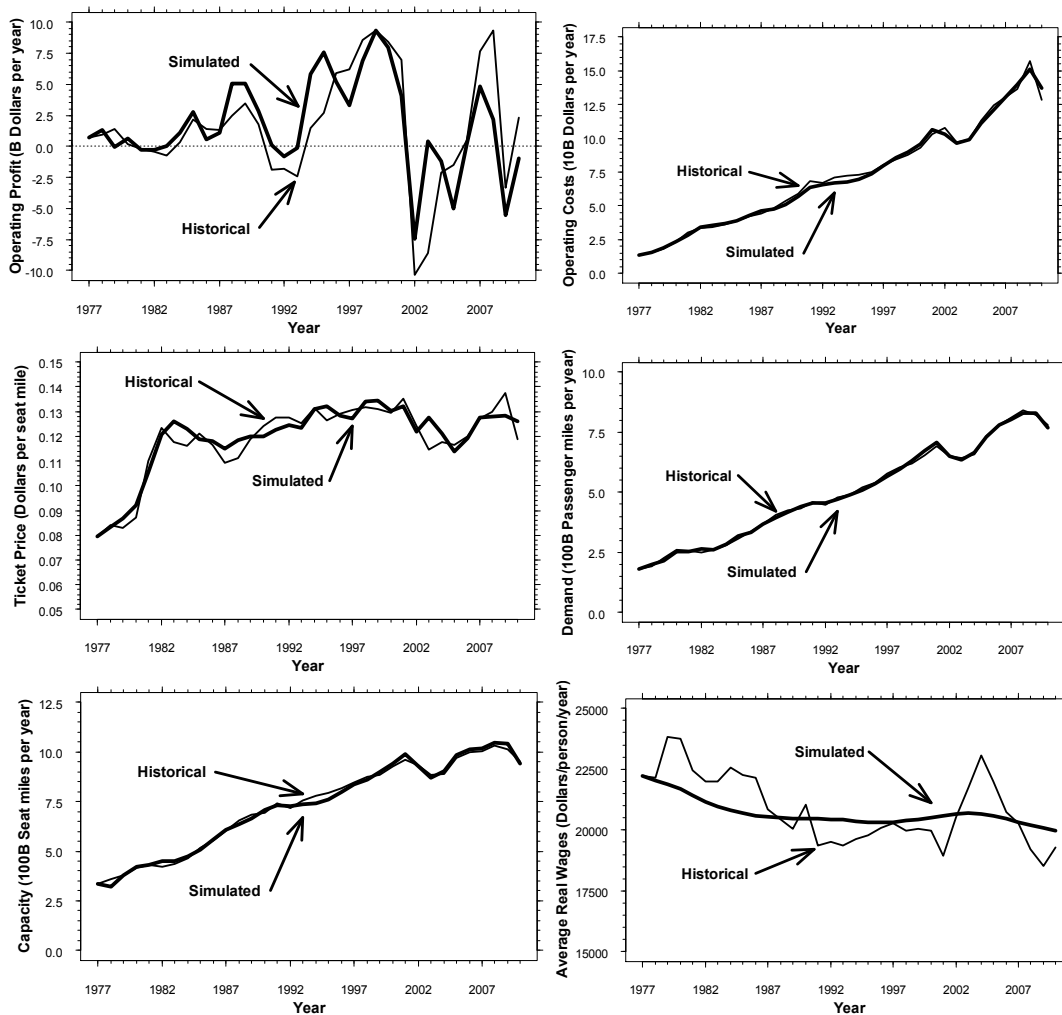 Operating Profit (B Dollars per year)
10.0
7.5
5.0
2.5
0.0
-2.5
-5.0
-7.5
-10.0
Simulated
Historical
1977 1982 1987 1992 1997 2002 2007
Year
Operating Costs (10B Dollars per year)
17.5
15.0
12.5
10.0
7.5
5.0
2.5
0.0
Historical
Simulated
1977 1982 1987 1992 1997 2002 2007
Year
Ticket Price (Dollars per seat mile)
0.15
0.14
0.13
0.12
0.11
0.10
0.09
0.08
0.07
0.06
0.05
Historical
Simulated
1977 1982 1987 1992 1997 2002 2007
Year
Demand (100B Passenger miles per year)
10.0
7.5
5.0
2.5
0.0
Historical
Simulated
1977 1982 1987 1992 1997 2002 2007
Year
Capacity (100B Seat miles per year)
12.5
10.0
7.5
5.0
2.5
0.0
Historical
Simulated
1977 1982 1987 1992 1997 2002 2007
Year
Average Real Wages (Dollars/person/year)
25000
22500
20000
17500
15000
Simulated
Historical
1977 1982 1987 1992 1997 2002 2007
Year